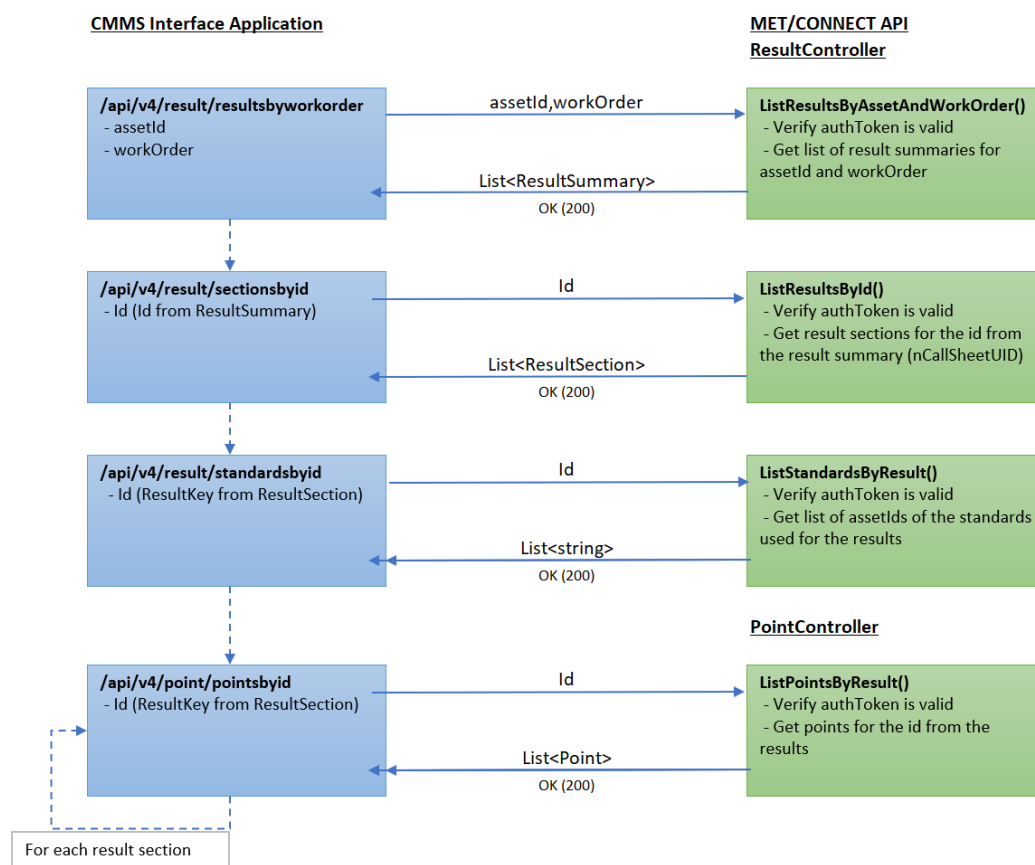 CMMS Interface Application
MET/CONNECT API
ResultController
/api/v4/result/resultsbyworkorder
- assetId
- workOrder
assetId,workOrder
List<ResultSummary>
OK (200)
ListResultsByAssetAndWorkOrder()
- Verify authToken is valid
- Get list of result summaries for
assetId and workOrder
/api/v4/result/sectionsbyid
- Id (Id from ResultSummary)
Id
List<ResultSection>
OK (200)
ListResultsById()
- Verify authToken is valid
- Get result sections for the id from
the result summary (nCallSheetUID)
/api/v4/result/standardsbyid
- Id (ResultKey from ResultSection)
Id
List<string>
OK (200)
ListStandardsByResult()
- Verify authToken is valid
- Get list of assetIds of the standards
used for the results
PointController
/api/v4/point/pointsbyid
- Id (ResultKey from ResultSection)
Id
List<Point>
OK (200)
ListPointsByResult()
- Verify authToken is valid
- Get points for the id from the
results
For each result section